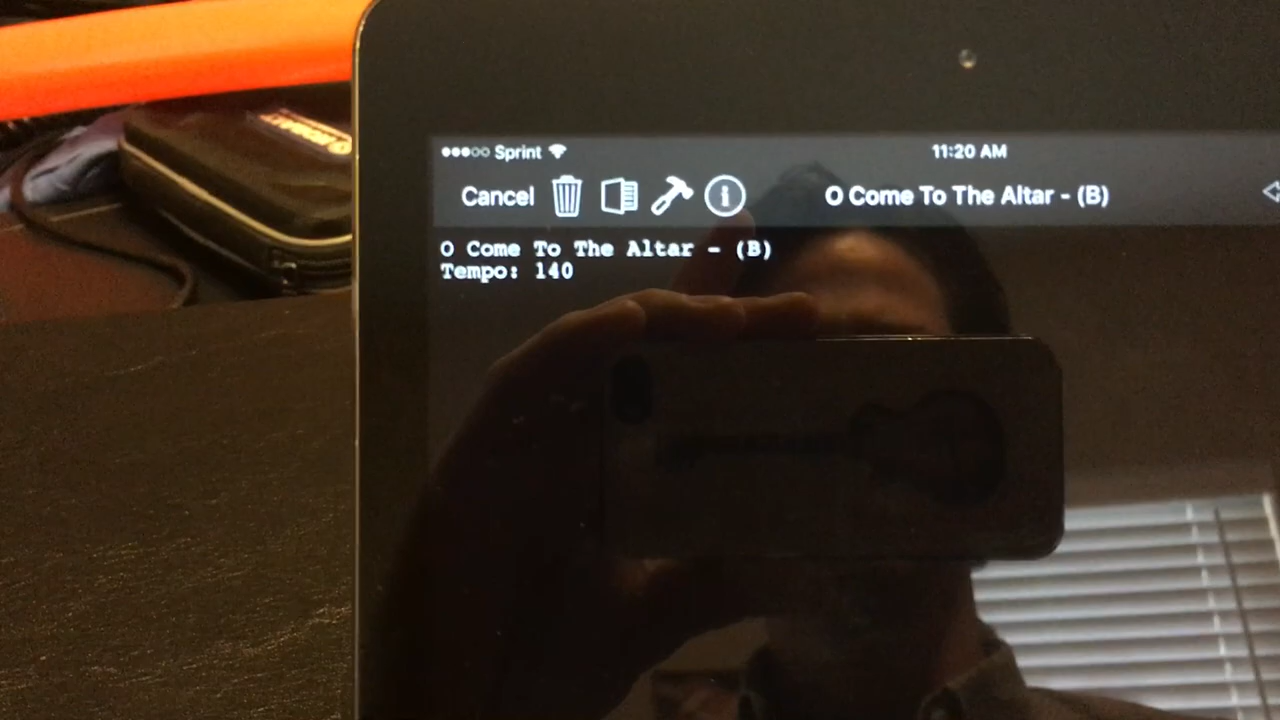 Sprint 11:20 AM
Cancel O Come To The Altar - (B)
O Come To The Altar - (B)
Tempo: 140